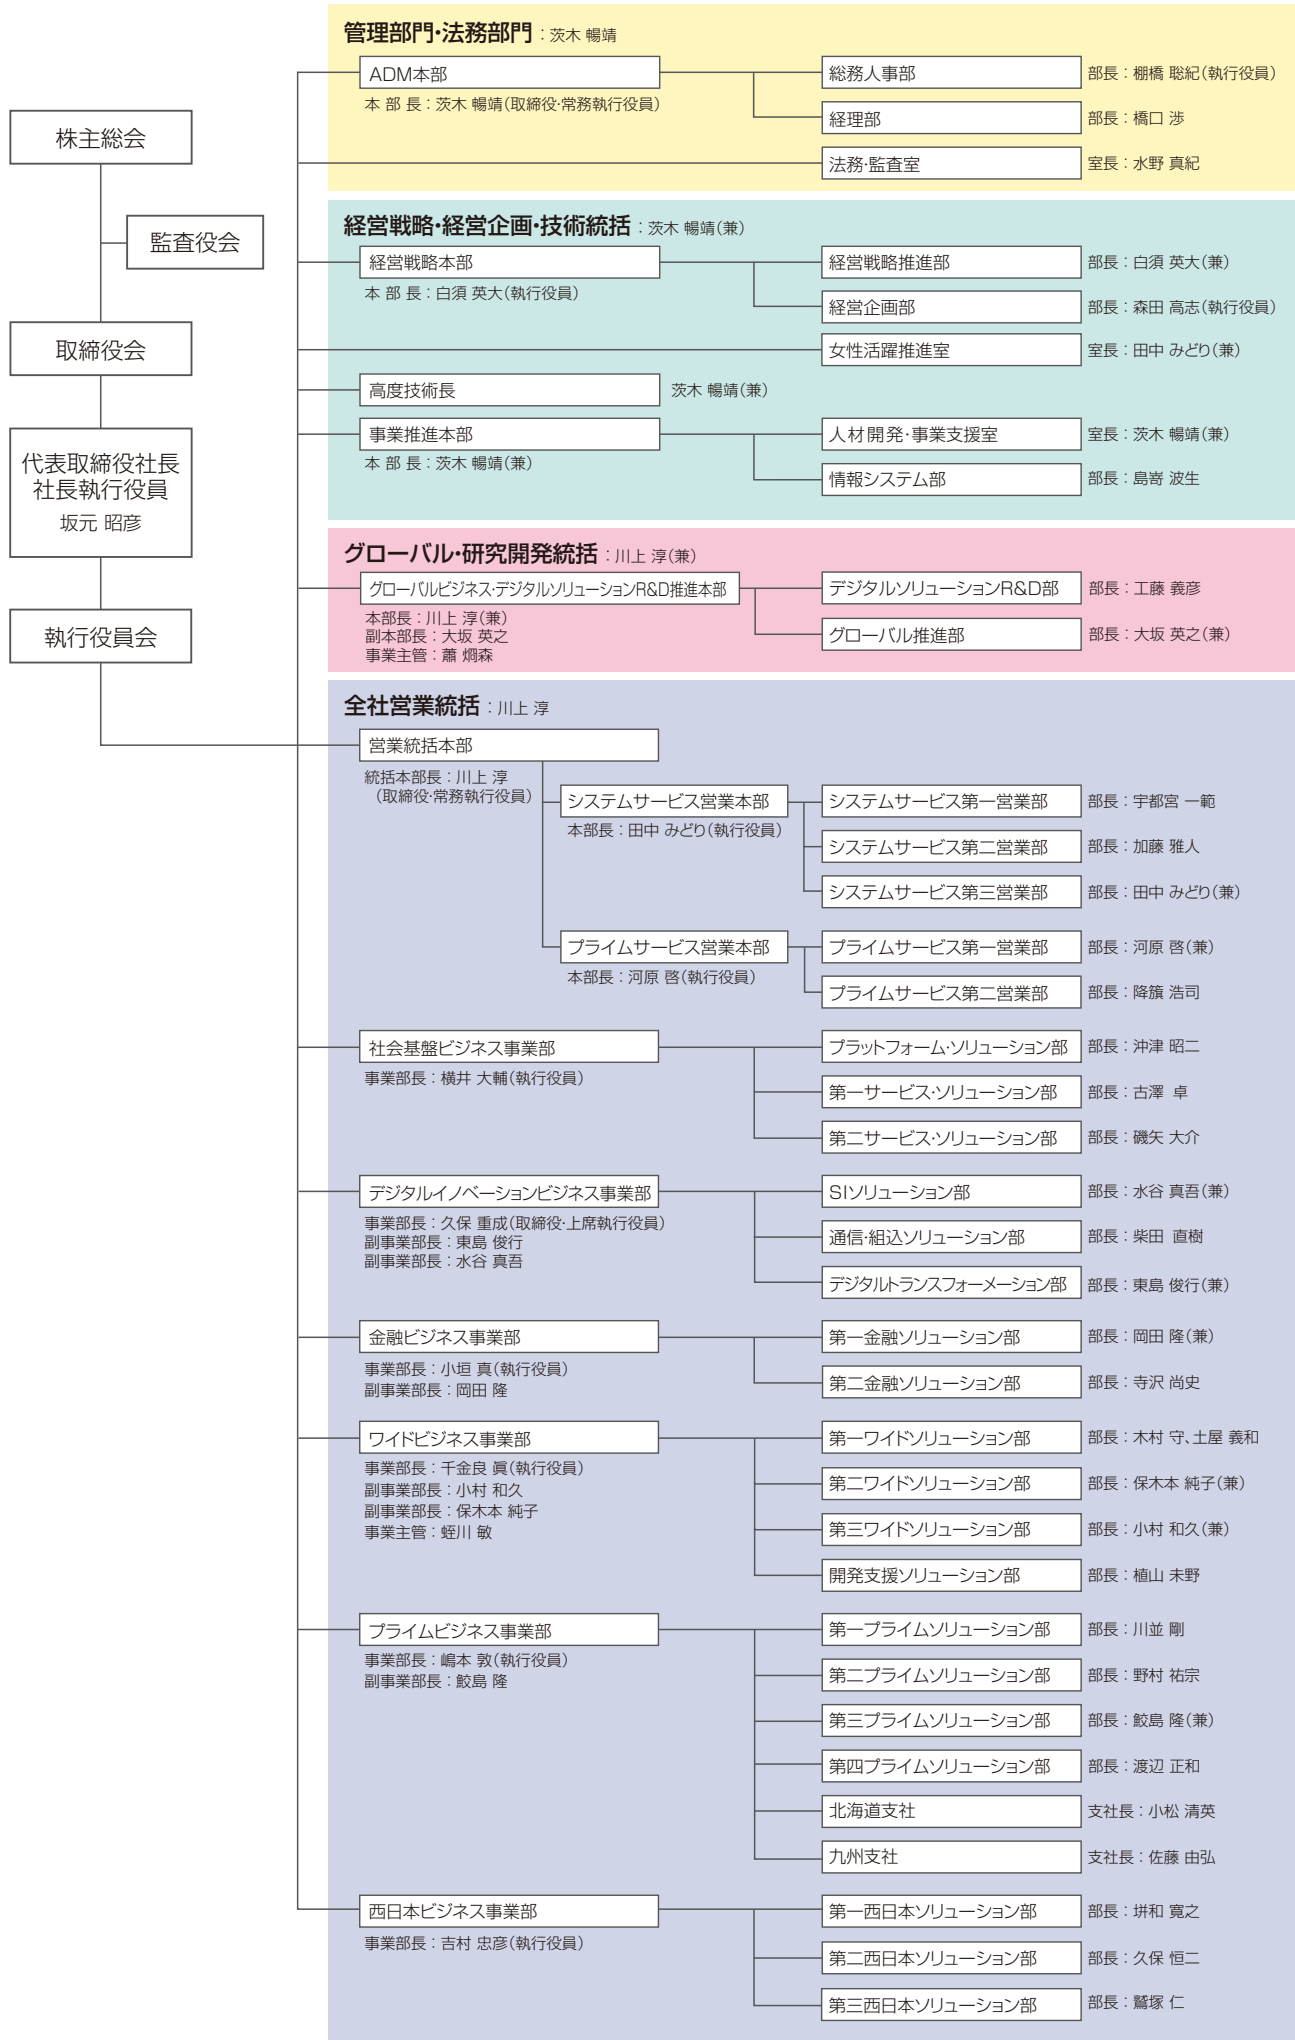 株主総会
監査役会
取締役会
代表取締役社長
社長執行役員
坂元 昭彦
執行役員会
管理部門・法務部門：茨木 暢靖
ADM本部
本 部 長：茨木 暢靖（取締役・常務執行役員）
総務人事部
部長：棚橋 聡紀（執行役員）
経理部
部長：橋口 渉
法務・監査室
室長：水野 真紀
経営戦略・経営企画・技術統括：茨木 暢靖（兼）
経営戦略本部
本 部 長：白須 英大（執行役員）
経営戦略推進部
部長：白須 英大（兼）
経営企画部
部長：森田 高志（執行役員）
女性活躍推進室
室長：田中 みどり（兼）
高度技術長
茨木 暢靖（兼）
事業推進本部
本 部 長：茨木 暢靖（兼）
人材開発・事業支援室
室長：茨木 暢靖（兼）
情報システム部
部長：島嵜 波生
グローバル・研究開発統括：川上 淳（兼）
グローバルビジネス・デジタルソリューションR&D推進本部
本部長：川上 淳（兼）
副本部長：大坂 英之
事業主管：蕭 烱森
デジタルソリューションR&D部
部長：工藤 義彦
グローバル推進部
部長：大坂 英之（兼）
全社営業統括：川上 淳
営業統括本部
統括本部長：川上 淳
（取締役・常務執行役員）
システムサービス営業本部
本部長：田中 みどり（執行役員）
システムサービス第一営業部
部長：宇都宮 一範
システムサービス第二営業部
部長：加藤 雅人
システムサービス第三営業部
部長：田中 みどり（兼）
プライムサービス営業本部
本部長：河原 啓（執行役員）
プライムサービス第一営業部
部長：河原 啓（兼）
プライムサービス第二営業部
部長：降籏 浩司
社会基盤ビジネス事業部
事業部長：横井 大輔（執行役員）
プラットフォーム・ソリューション部
部長：沖津 昭二
第一サービス・ソリューション部
部長：古澤 卓
第二サービス・ソリューション部
部長：磯矢 大介
デジタルイノベーションビジネス事業部
事業部長：久保 重成（取締役・上席執行役員）
副事業部長：東島 俊行
副事業部長：水谷 真吾
SIソリューション部
部長：水谷 真吾（兼）
通信・組込ソリューション部
部長：柴田 直樹
デジタルトランスフォーメーション部
部長：東島 俊行（兼）
金融ビジネス事業部
事業部長：小垣 真（執行役員）
副事業部長：岡田 隆
第一金融ソリューション部
部長：岡田 隆（兼）
第二金融ソリューション部
部長：寺沢 尚史
ワイドビジネス事業部
事業部長：千金良 眞（執行役員）
副事業部長：小村 和久
副事業部長：保木本 純子
事業主管：蛭川 敏
第一ワイドソリューション部
部長：木村 守、土屋 義和
第二ワイドソリューション部
部長：保木本 純子（兼）
第三ワイドソリューション部
部長：小村 和久（兼）
開発支援ソリューション部
部長：植山 未野
プライムビジネス事業部
事業部長：嶋本 敦（執行役員）
副事業部長：鮫島 隆
第一プライムソリューション部
部長：川並 剛
第二プライムソリューション部
部長：野村 祐宗
第三プライムソリューション部
部長：鮫島 隆（兼）
第四プライムソリューション部
部長：渡辺 正和
北海道支社
支社長：小松 清英
九州支社
支社長：佐藤 由弘
西日本ビジネス事業部
事業部長：吉村 忠彦（執行役員）
第一西日本ソリューション部
部長：垪和 寛之
第二西日本ソリューション部
部長：久保 恒二
第三西日本ソリューション部
部長：鷲塚 仁